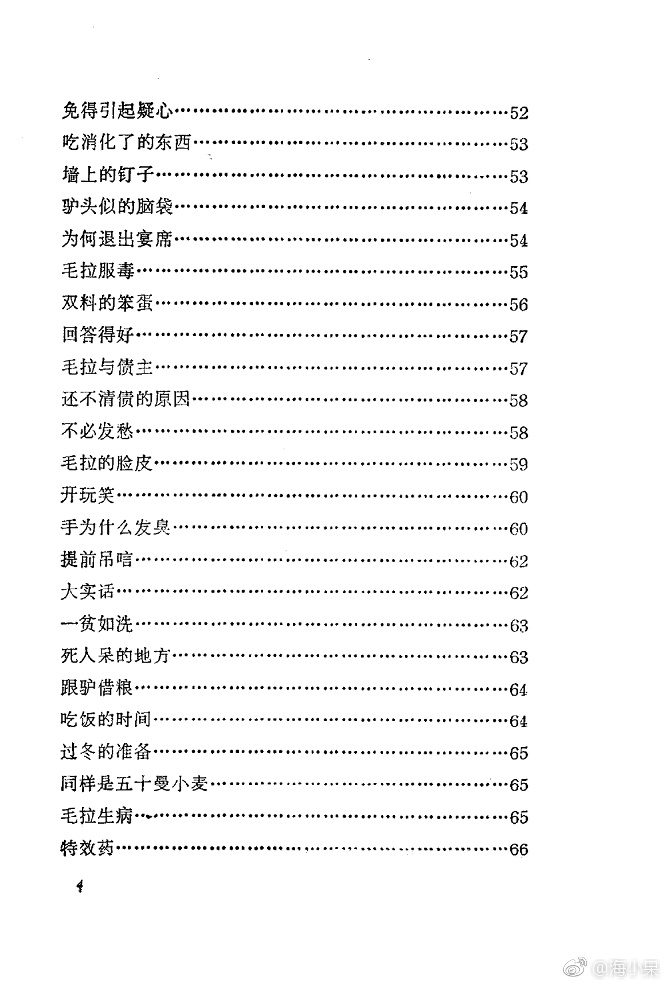 免得引起疑心……………………………………………52
吃消化了的东西…………………………………………53
墙上的钉子………………………………………………53
驴头似的脑袋……………………………………………54
为何退出宴席……………………………………………54
毛拉服毒…………………………………………………55
双料的笨蛋………………………………………………56
回答得好…………………………………………………57
毛拉与债主………………………………………………57
还不清债的原因…………………………………………58
不必发愁…………………………………………………58
毛拉的脸皮………………………………………………59
开玩笑……………………………………………………60
手为什么发臭……………………………………………60
提前吊唁…………………………………………………62
大实话……………………………………………………62
一贫如洗…………………………………………………63
死人呆的地方……………………………………………63
跟驴借粮…………………………………………………64
吃饭的时间………………………………………………64
过冬的准备………………………………………………65
同样是五十曼小麦………………………………………65
毛拉生病…………………………………………………65
特效药……………………………………………………66
4
@海小杲